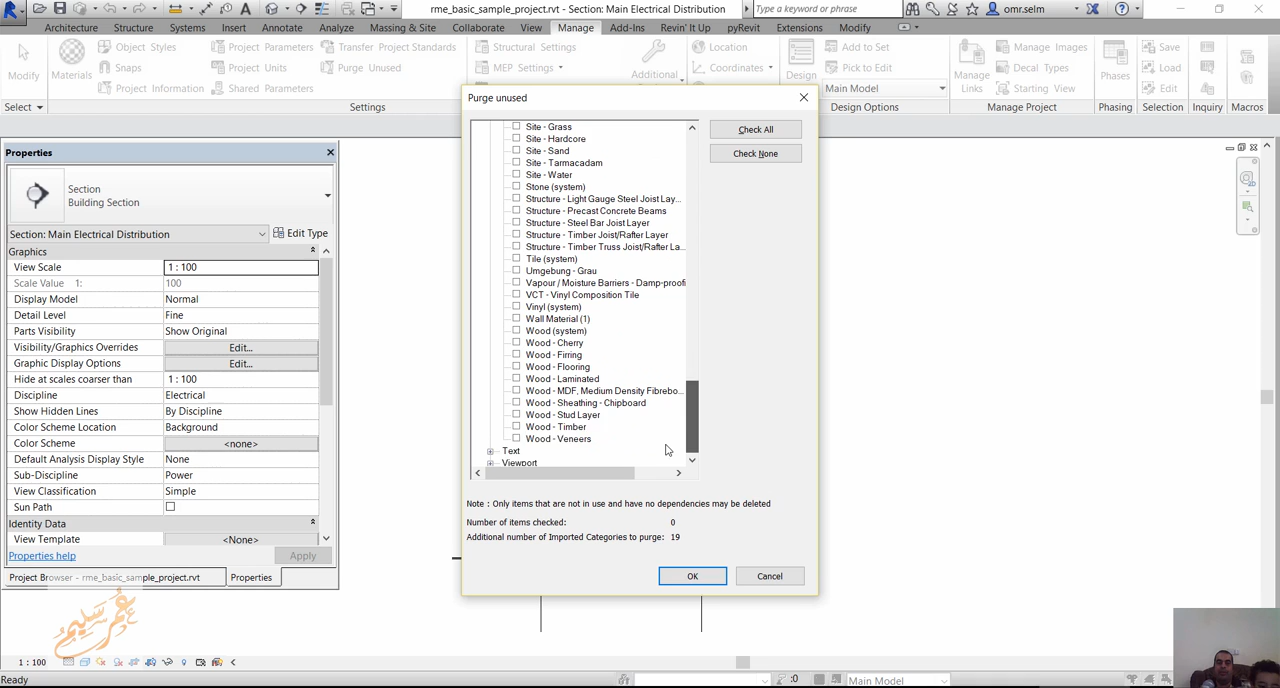 rme_basic_sample_project.rvt - Section: Main Electrical Distribution
Type a keyword or phrase
omr.selm
Architecture Structure Systems Insert Annotate Analyze Massing & Site Collaborate View Manage Add-Ins Revin' It Up pyRevit Extensions Modify
Modify
Materials
Object Styles
Snaps
Project Information
Project Parameters
Project Units
Shared Parameters
Transfer Project Standards
Purge Unused
Structural Settings
MEP Settings
Additional
Location
Coordinates
Design
Add to Set
Pick to Edit
Main Model
Manage
Links
Manage Images
Decal Types
Starting View
Phases
Save
Load
Edit
Select
Settings
Design Options
Manage Project
Phasing
Selection
Inquiry
Macros
Properties
Section
Building Section
Section: Main Electrical Distribution
Edit Type
Graphics
View Scale 1 : 100
Scale Value 1: 100
Display Model Normal
Detail Level Fine
Parts Visibility Show Original
Visibility/Graphics Overrides Edit...
Graphic Display Options Edit...
Hide at scales coarser than 1 : 100
Discipline Electrical
Show Hidden Lines By Discipline
Color Scheme Location Background
Color Scheme <none>
Default Analysis Display Style None
Sub-Discipline Power
View Classification Simple
Sun Path
Identity Data
View Template <None>
Properties help
Apply
Project Browser - rme_basic_sample_project.rvt
Properties
Purge unused
Site - Grass
Site - Hardcore
Site - Sand
Site - Tarmacadam
Site - Water
Stone (system)
Structure - Light Gauge Steel Joist Lay...
Structure - Precast Concrete Beams
Structure - Steel Bar Joist Layer
Structure - Timber Joist/Rafter Layer
Structure - Timber Truss Joist/Rafter La...
Tile (system)
Umgebung - Grau
Vapour / Moisture Barriers - Damp-proofi
VCT - Vinyl Composition Tile
Vinyl (system)
Wall Material (1)
Wood (system)
Wood - Cherry
Wood - Firring
Wood - Flooring
Wood - Laminated
Wood - MDF, Medium Density Fibrebo...
Wood - Sheathing - Chipboard
Wood - Stud Layer
Wood - Timber
Wood - Veneers
Text
Viewport
Check All
Check None
Note : Only items that are not in use and have no dependencies may be deleted
Number of items checked: 0
Additional number of Imported Categories to purge: 19
OK
Cancel
عمر سليم
1 : 100
Ready
:0
Main Model